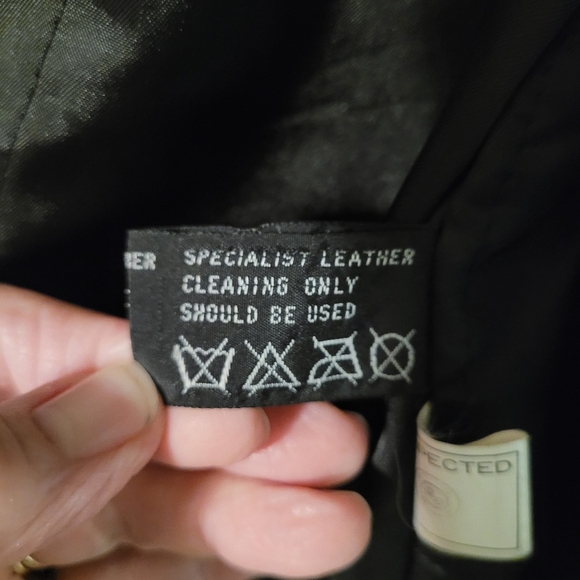 SPECIALIST LEATHER
CLEANING ONLY
SHOULD BE USED